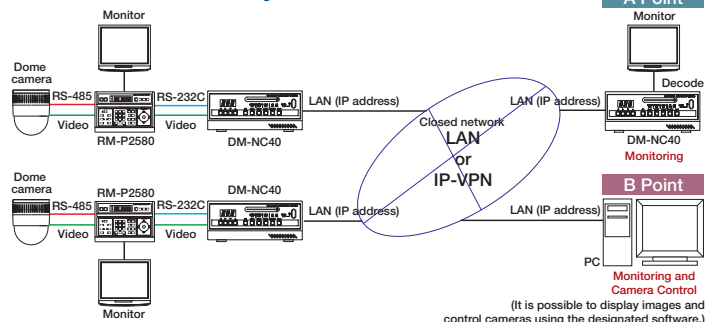 A Point
Monitor
Monitor
Dome
camera
RS-485
RS-232C
Video
Video
RM-P2580
DM-NC40
LAN (IP address)
Closed network
LAN
or
IP-VPN
LAN (IP address)
Decode
DM-NC40
Monitoring
Dome
camera
RM-P2580
DM-NC40
RS-485
RS-232C
Video
Video
LAN (IP address)
Monitor
B Point
LAN (IP address)
PC
Monitoring and
Camera Control
(It is possible to display images and
control cameras using the designated software.)